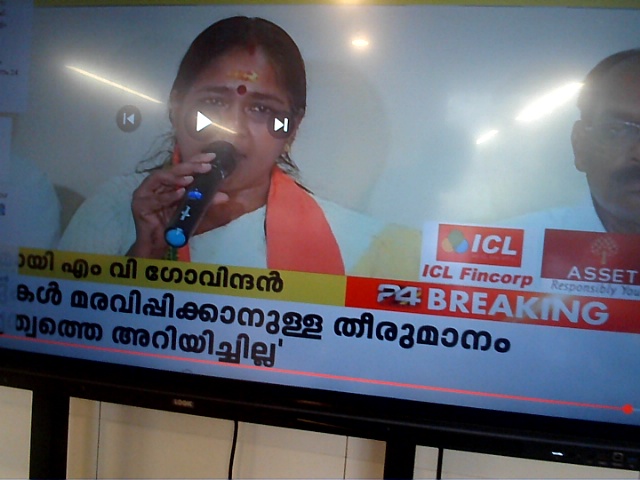 ICL
ICL Fincorp
ASSET
Responsibly You
ായി എം വി ഗോവിന്ദൻ
24 BREAKING
കൾ മരവിപ്പിക്കാനുള്ള തീരുമാനം
ത്വത്തെ അറിയിച്ചില്ല'